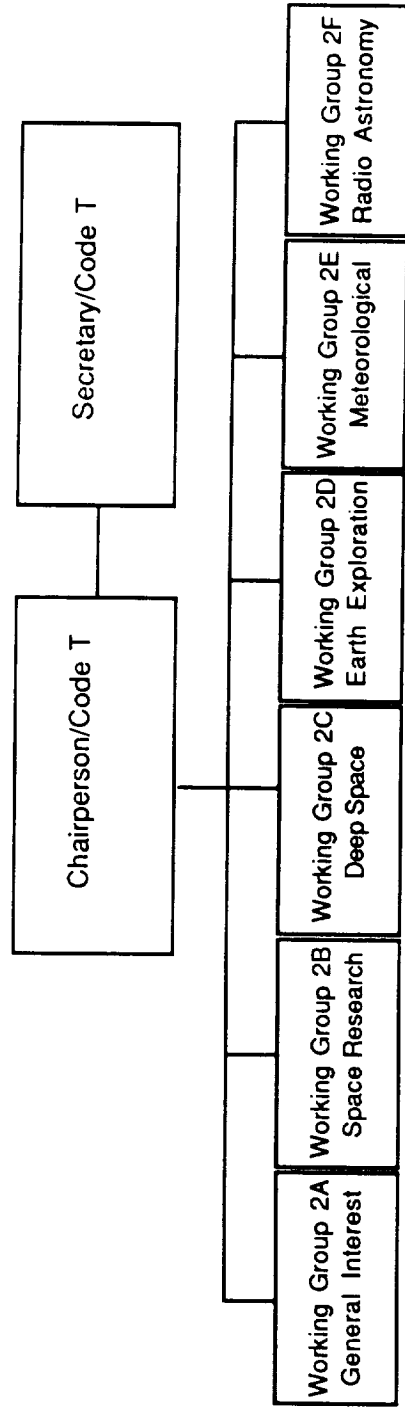 Chairperson/Code T
Secretary/Code T
Working Group 2A
General Interest
Working Group 2B
Space Research
Working Group 2C
Deep Space
Working Group 2D
Earth Exploration
Working Group 2E
Meteorological
Working Group 2F
Radio Astronomy